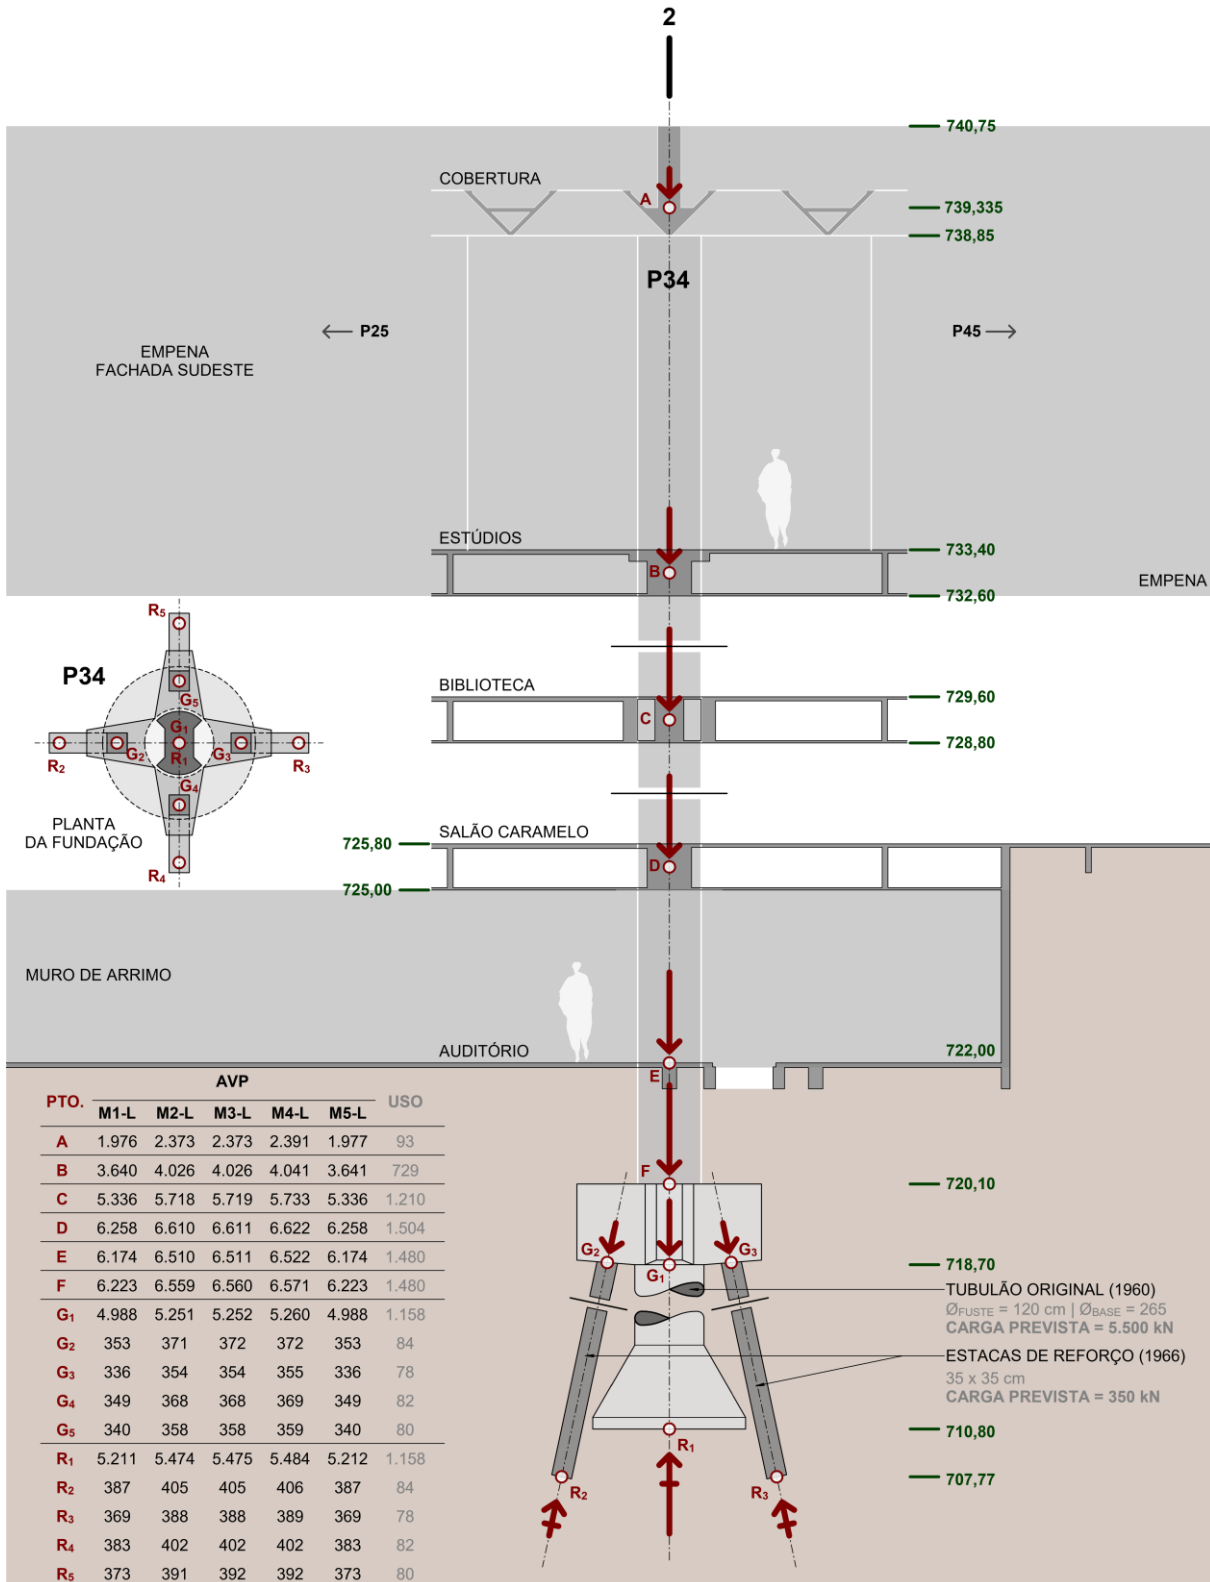 2
740,75
COBERTURA
A
739,335
738,85
P34
← P25
P45 →
EMPENA
FACHADA SUDESTE
ESTÚDIOS
733,40
B
EMPENA
732,60
R5
P34
G5
G1
R2
G2
R1
G3
R3
G4
PLANTA
DA FUNDAÇÃO
R4
BIBLIOTECA
729,60
C
728,80
SALÃO CARAMELO
725,80
D
725,00
MURO DE ARRIMO
AUDITÓRIO
722,00
E
F
720,10
G2
G3
G1
718,70
TUBULÃO ORIGINAL (1960)
ØFUSTE = 120 cm | ØBASE = 265
CARGA PREVISTA = 5.500 kN
ESTACAS DE REFORÇO (1966)
35 x 35 cm
CARGA PREVISTA = 350 kN
710,80
R1
707,77
R2
R3
AVP
PTO. M1-L M2-L M3-L M4-L M5-L USO
A 1.976 2.373 2.373 2.391 1.977 93
B 3.640 4.026 4.026 4.041 3.641 729
C 5.336 5.718 5.719 5.733 5.336 1.210
D 6.258 6.610 6.611 6.622 6.258 1.504
E 6.174 6.510 6.511 6.522 6.174 1.480
F 6.223 6.559 6.560 6.571 6.223 1.480
G1 4.988 5.251 5.252 5.260 4.988 1.158
G2 353 371 372 372 353 84
G3 336 354 354 355 336 78
G4 349 368 368 369 349 82
G5 340 358 358 359 340 80
R1 5.211 5.474 5.475 5.484 5.212 1.158
R2 387 405 405 406 387 84
R3 369 388 388 389 369 78
R4 383 402 402 402 383 82
R5 373 391 392 392 373 80